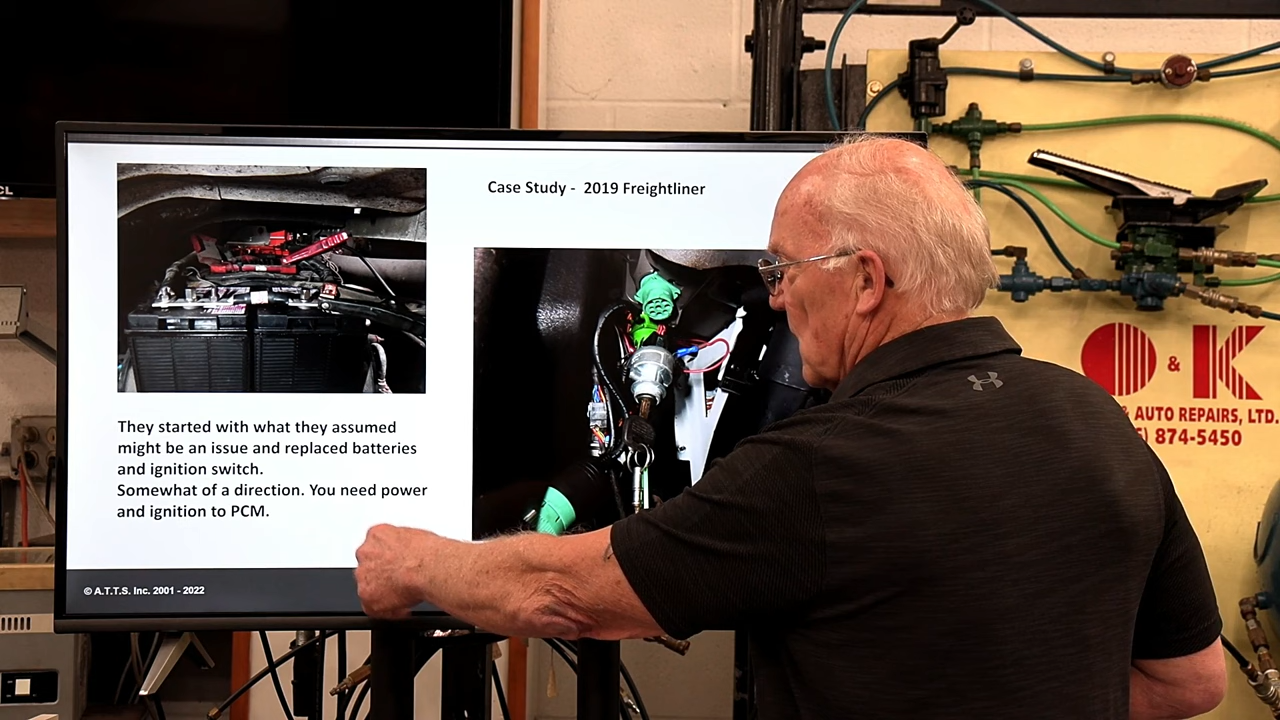 CL
Case Study - 2019 Freightliner
They started with what they assumed
might be an issue and replaced batteries
and ignition switch.
Somewhat of a direction. You need power
and ignition to PCM.
© A.T.T.S. Inc. 2001 - 2022
& K
& AUTO REPAIRS, LTD.
) 874-5450